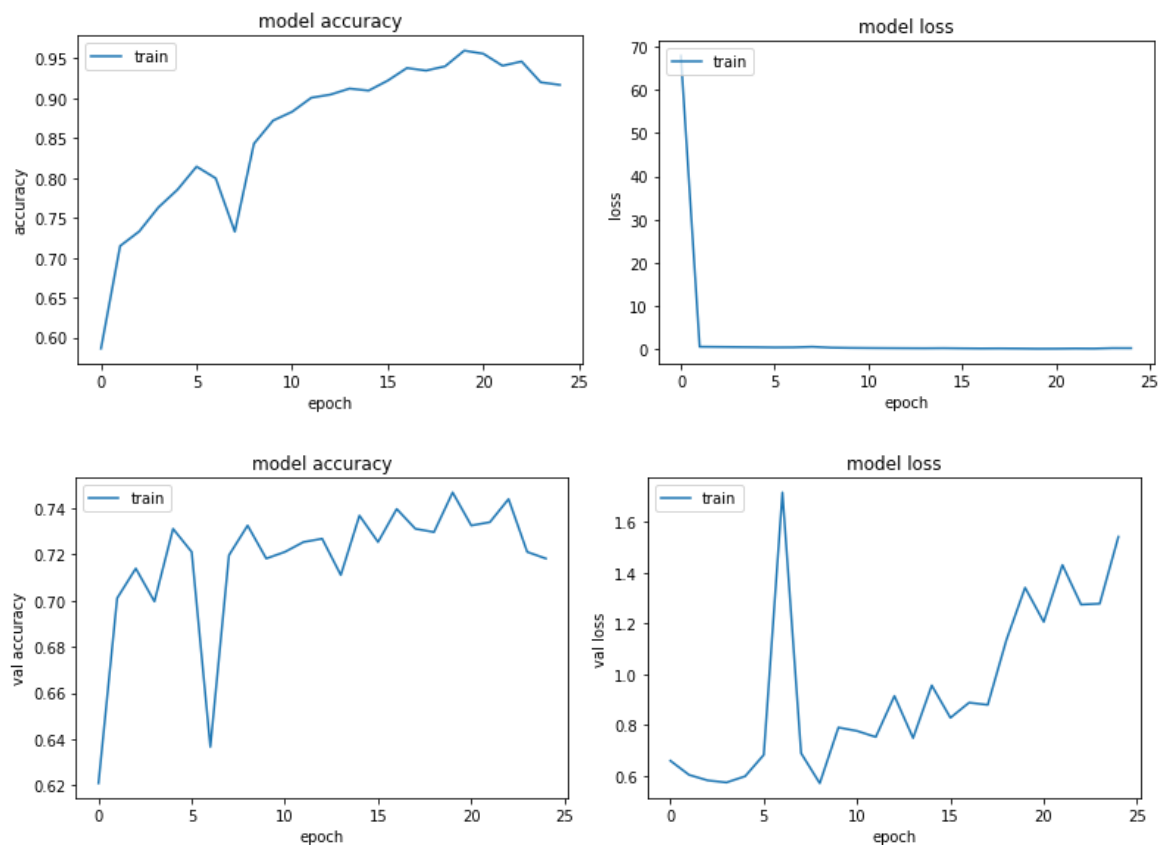 model accuracy
train
0.95
0.90
0.85
0.80
0.75
0.70
0.65
0.60
accuracy
0 5 10 15 20 25
epoch
model loss
train
70
60
50
40
30
20
10
0
loss
0 5 10 15 20 25
epoch
model accuracy
train
0.74
0.72
0.70
0.68
0.66
0.64
0.62
val accuracy
0 5 10 15 20 25
epoch
model loss
train
1.6
1.4
1.2
1.0
0.8
0.6
val loss
0 5 10 15 20 25
epoch